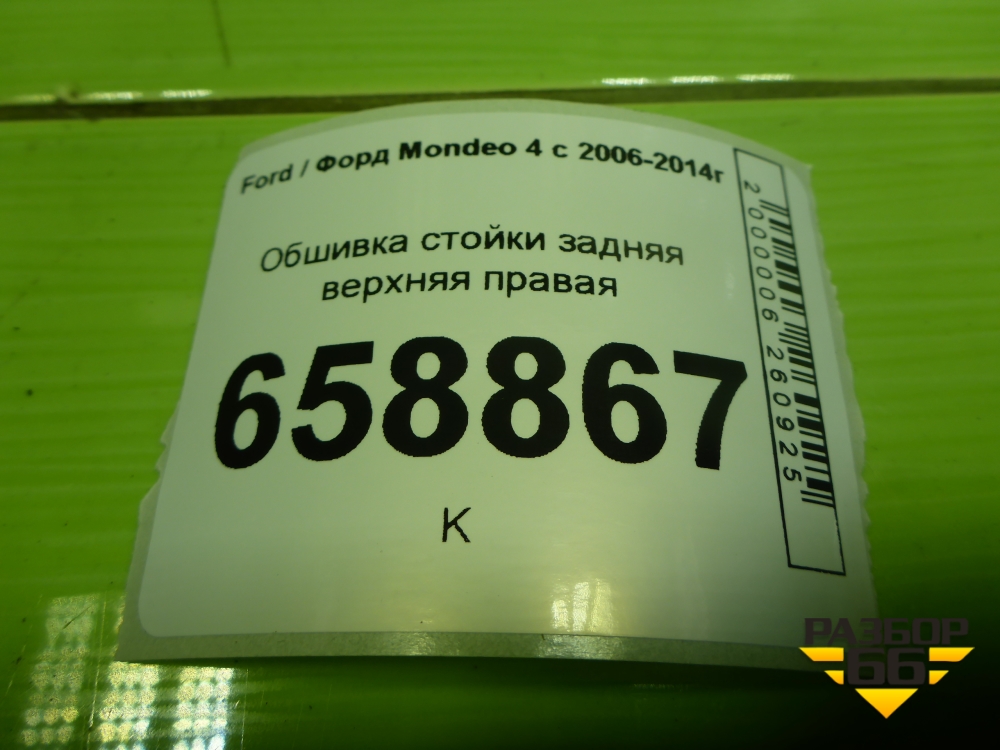 Ford / Форд Mondeo 4 с 2006-2014г
Обшивка стойки задняя
верхняя правая
658867
К
2000006260925
РАЗБОР
66